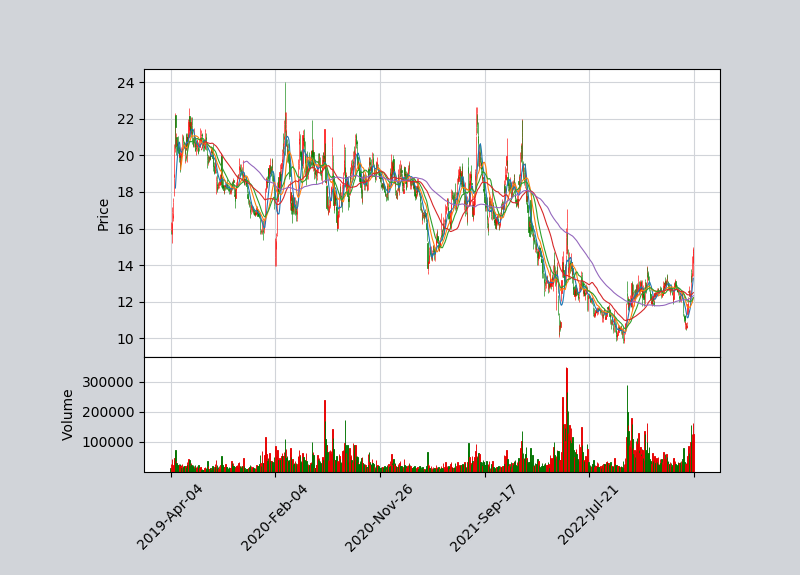 24
22
20
18
16
14
12
10
Price
300000
200000
100000
Volume
2019-Apr-04
2020-Feb-04
2020-Nov-26
2021-Sep-17
2022-Jul-21